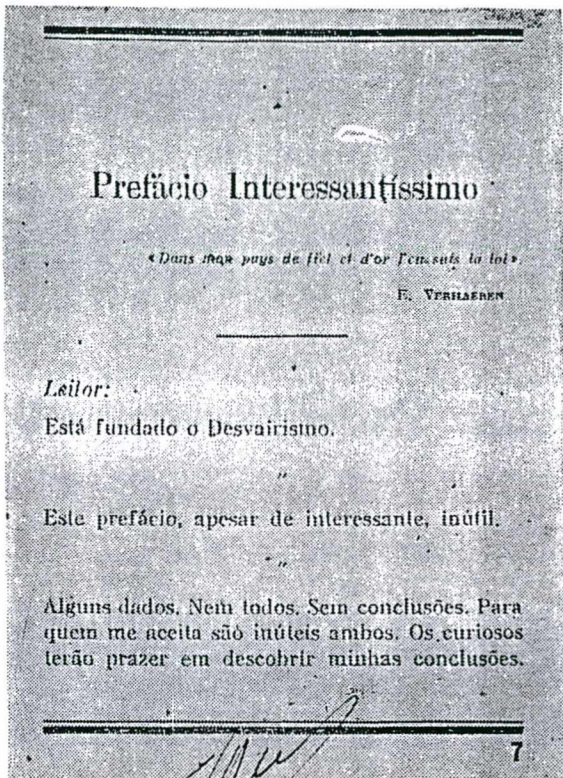 Prefácio Interessantíssimo
«Dans mon pays de fiel et d'or j'en suis la loi».
E. VERHAEREN
Leitor:
Está fundado o Desvairismo.
„
Este prefácio, apesar de interessante, inútil.
„
Alguns dados. Nem todos. Sem conclusões. Para
quem me aceita são inúteis ambos. Os curiosos
terão prazer em descobrir minhas conclusões.
7